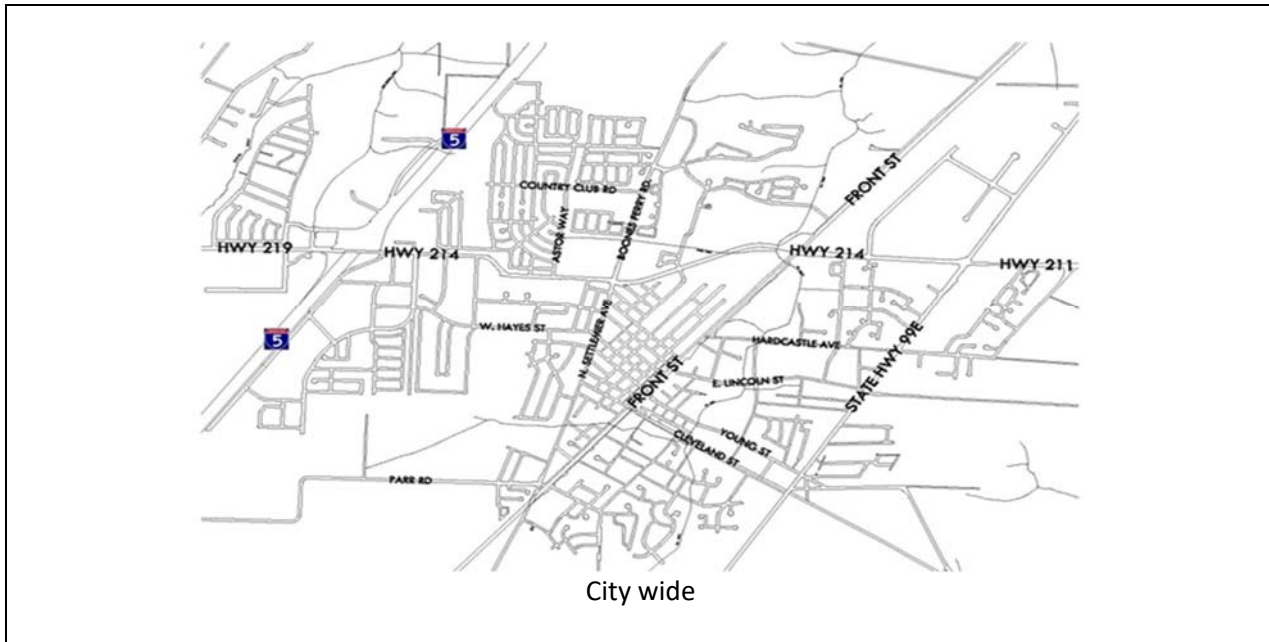 5
FRONT ST
COUNTRY CLUB RD
ASTOR WAY
BOONES FERRY RD.
HWY 219
HWY 214
HWY 214
HWY 211
5
W. HAYES ST
N. SETTLEMIER AVE
HARDCASTLE AVE
STATE HWY 99E
FRONT ST
E. LINCOLN ST
YOUNG ST
CLEVELAND ST
PARR RD
City wide